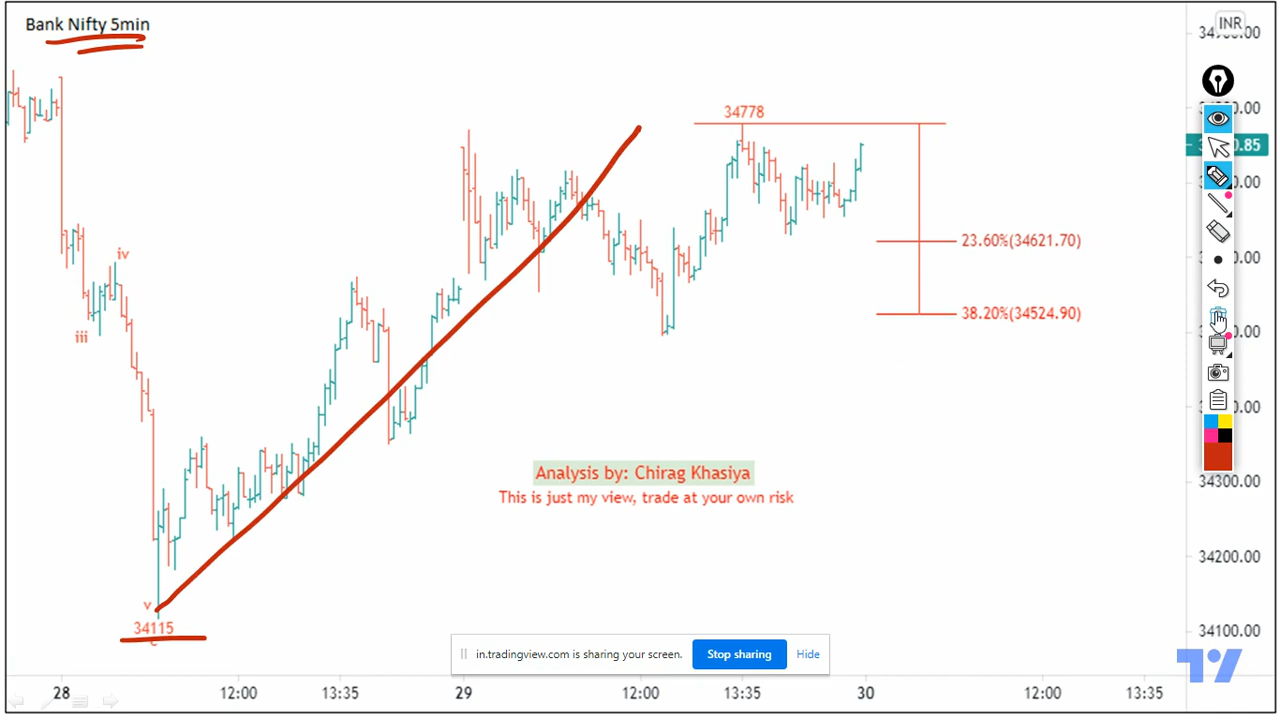 Bank Nifty 5min
INR
34778
iv
23.60%(34621.70)
iii
38.20%(34524.90)
Analysis by: Chirag Khasiya
This is just my view, trade at your own risk
34300.00
34200.00
34100.00
v
34115
c
in.tradingview.com is sharing your screen.
Stop sharing
Hide
28 12:00 13:35 29 12:00 13:35 30 12:00 13:35